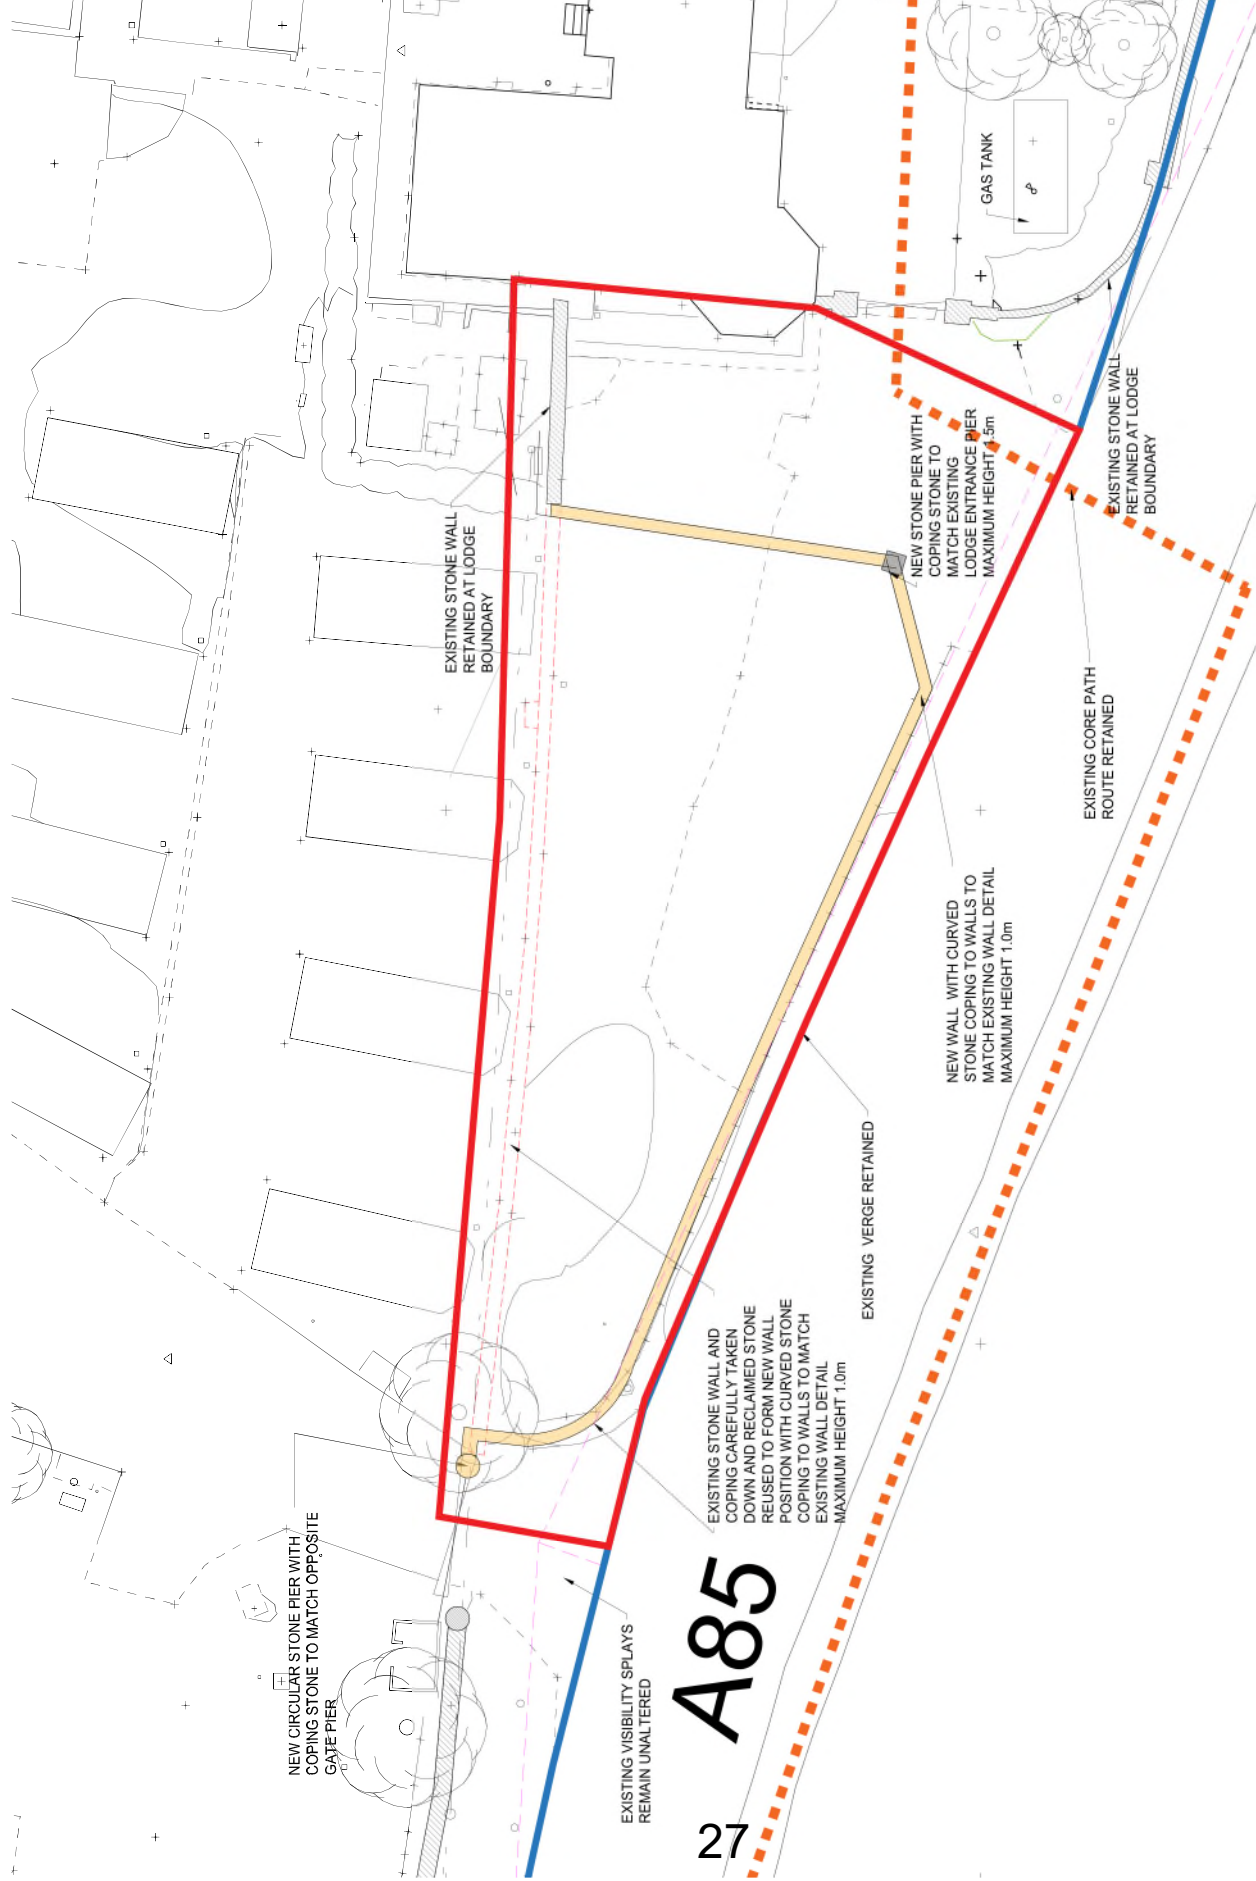 GAS TANK
EXISTING STONE WALL
RETAINED AT LODGE
BOUNDARY
NEW STONE PIER WITH
COPING STONE TO
MATCH EXISTING
LODGE ENTRANCE PIER
MAXIMUM HEIGHT 1.5m
EXISTING STONE WALL
RETAINED AT LODGE
BOUNDARY
EXISTING CORE PATH
ROUTE RETAINED
NEW WALL WITH CURVED
STONE COPING TO WALLS TO
MATCH EXISTING WALL DETAIL
MAXIMUM HEIGHT 1.0m
EXISTING VERGE RETAINED
EXISTING STONE WALL AND
COPING CAREFULLY TAKEN
DOWN AND RECLAIMED STONE
REUSED TO FORM NEW WALL
POSITION WITH CURVED STONE
COPING TO WALLS TO MATCH
EXISTING WALL DETAIL
MAXIMUM HEIGHT 1.0m
NEW CIRCULAR STONE PIER WITH
COPING STONE TO MATCH OPPOSITE
GATE PIER
EXISTING VISIBILITY SPLAYS
REMAIN UNALTERED
A85
27